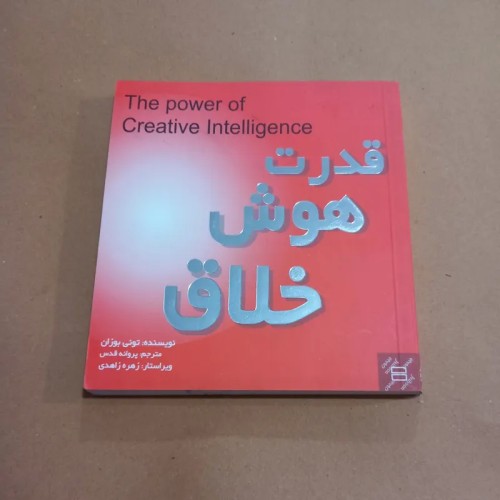 The power of
Creative Intelligence
قدرت
هوش
خلاق
نویسنده: تونی بوزان
مترجم: پروانه قدس
ویراستار: زهره زاهدی